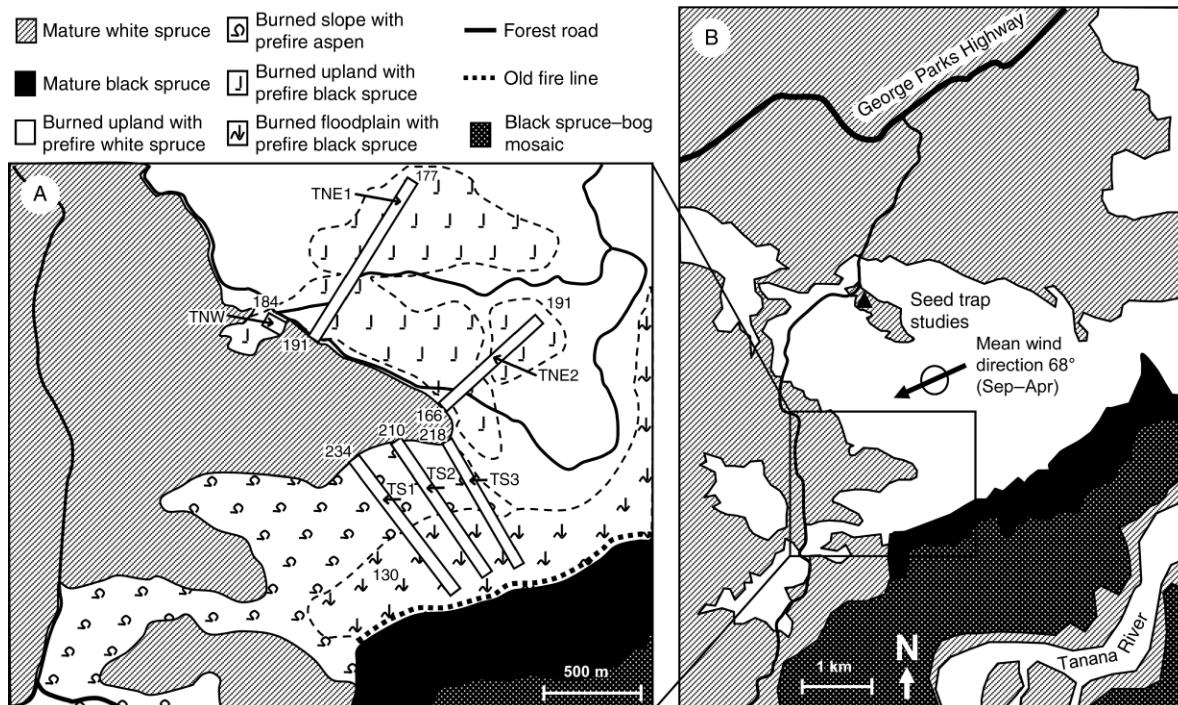 Mature white spruce
Burned slope with
prefire aspen
Forest road
Mature black spruce
Burned upland with
prefire black spruce
Old fire line
Burned upland with
prefire white spruce
Burned floodplain with
prefire black spruce
Black spruce–bog
mosaic
A
177
TNE1
184
TNW
191
191
TNE2
166
210
218
234
TS1
TS2
TS3
130
500 m
B
George Parks Highway
Seed trap
studies
Mean wind
direction 68°
(Sep–Apr)
N
1 km
Tanana River